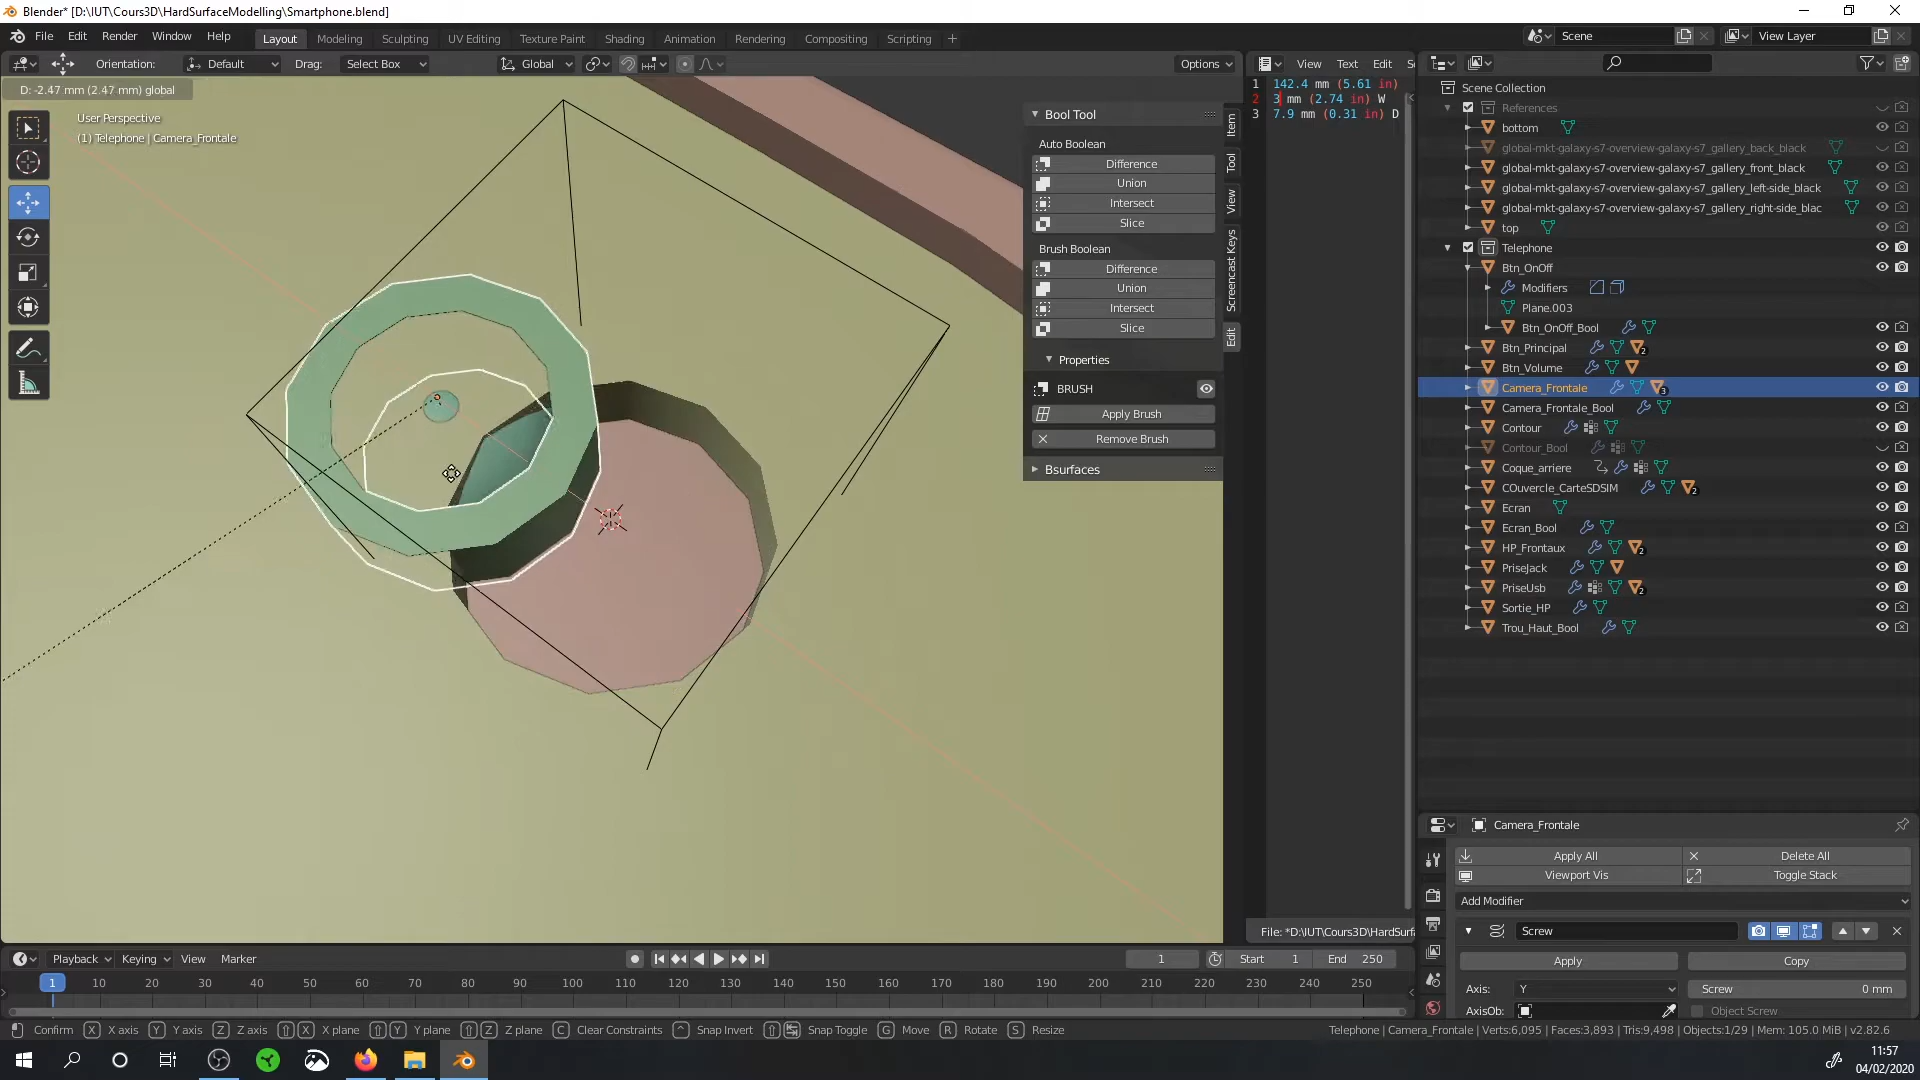 Blender* [D:\IUT\Cours3D\HardSurfaceModelling\Smartphone.blend]
File Edit Render Window Help Layout Modeling Sculpting UV Editing Texture Paint Shading Animation Rendering Compositing Scripting + Scene View Layer
Orientation: Default Drag: Select Box Global Options View Text Edit
D: -2.47 mm (2.47 mm) global
User Perspective
(1) Telephone | Camera_Frontale
Bool Tool
Auto Boolean
Difference
Union
Intersect
Slice
Brush Boolean
Difference
Union
Intersect
Slice
Properties
BRUSH
Apply Brush
Remove Brush
Bsurfaces
Item
Tool
View
Screencast Keys
Edit
1 142.4 mm (5.61 in)
2 3 mm (2.74 in) W
3 7.9 mm (0.31 in) D
File: *D:\IUT\Cours3D\HardSurfa
Scene Collection
References
bottom
global-mkt-galaxy-s7-overview-galaxy-s7_gallery_back_black
global-mkt-galaxy-s7-overview-galaxy-s7_gallery_front_black
global-mkt-galaxy-s7-overview-galaxy-s7_gallery_left-side_black
global-mkt-galaxy-s7-overview-galaxy-s7_gallery_right-side_blac
top
Telephone
Btn_OnOff
Modifiers
Plane.003
Btn_OnOff_Bool
Btn_Principal 2
Btn_Volume
Camera_Frontale 3
Camera_Frontale_Bool
Contour
Contour_Bool
Coque_arriere
COuvercle_CarteSDSIM 2
Ecran
Ecran_Bool
HP_Frontaux 2
PriseJack
PriseUsb 2
Sortie_HP
Trou_Haut_Bool
Camera_Frontale
Apply All Delete All
Viewport Vis Toggle Stack
Add Modifier
Screw
Apply Copy
Axis: Y Screw 0 mm
AxisOb: Object Screw
Playback Keying View Marker 1 Start 1 End 250
1 10 20 30 40 50 60 70 80 90 100 110 120 130 140 150 160 170 180 190 200 210 220 230 240 250
Confirm X X axis Y Y axis Z Z axis X X plane Y Y plane Z Z plane C Clear Constraints Snap Invert Snap Toggle G Move R Rotate S Resize Telephone | Camera_Frontale | Verts:6,095 | Faces:3,893 | Tris:9,498 | Objects:1/29 | Mem: 105.0 MiB | v2.82.6
11:57
04/02/2020